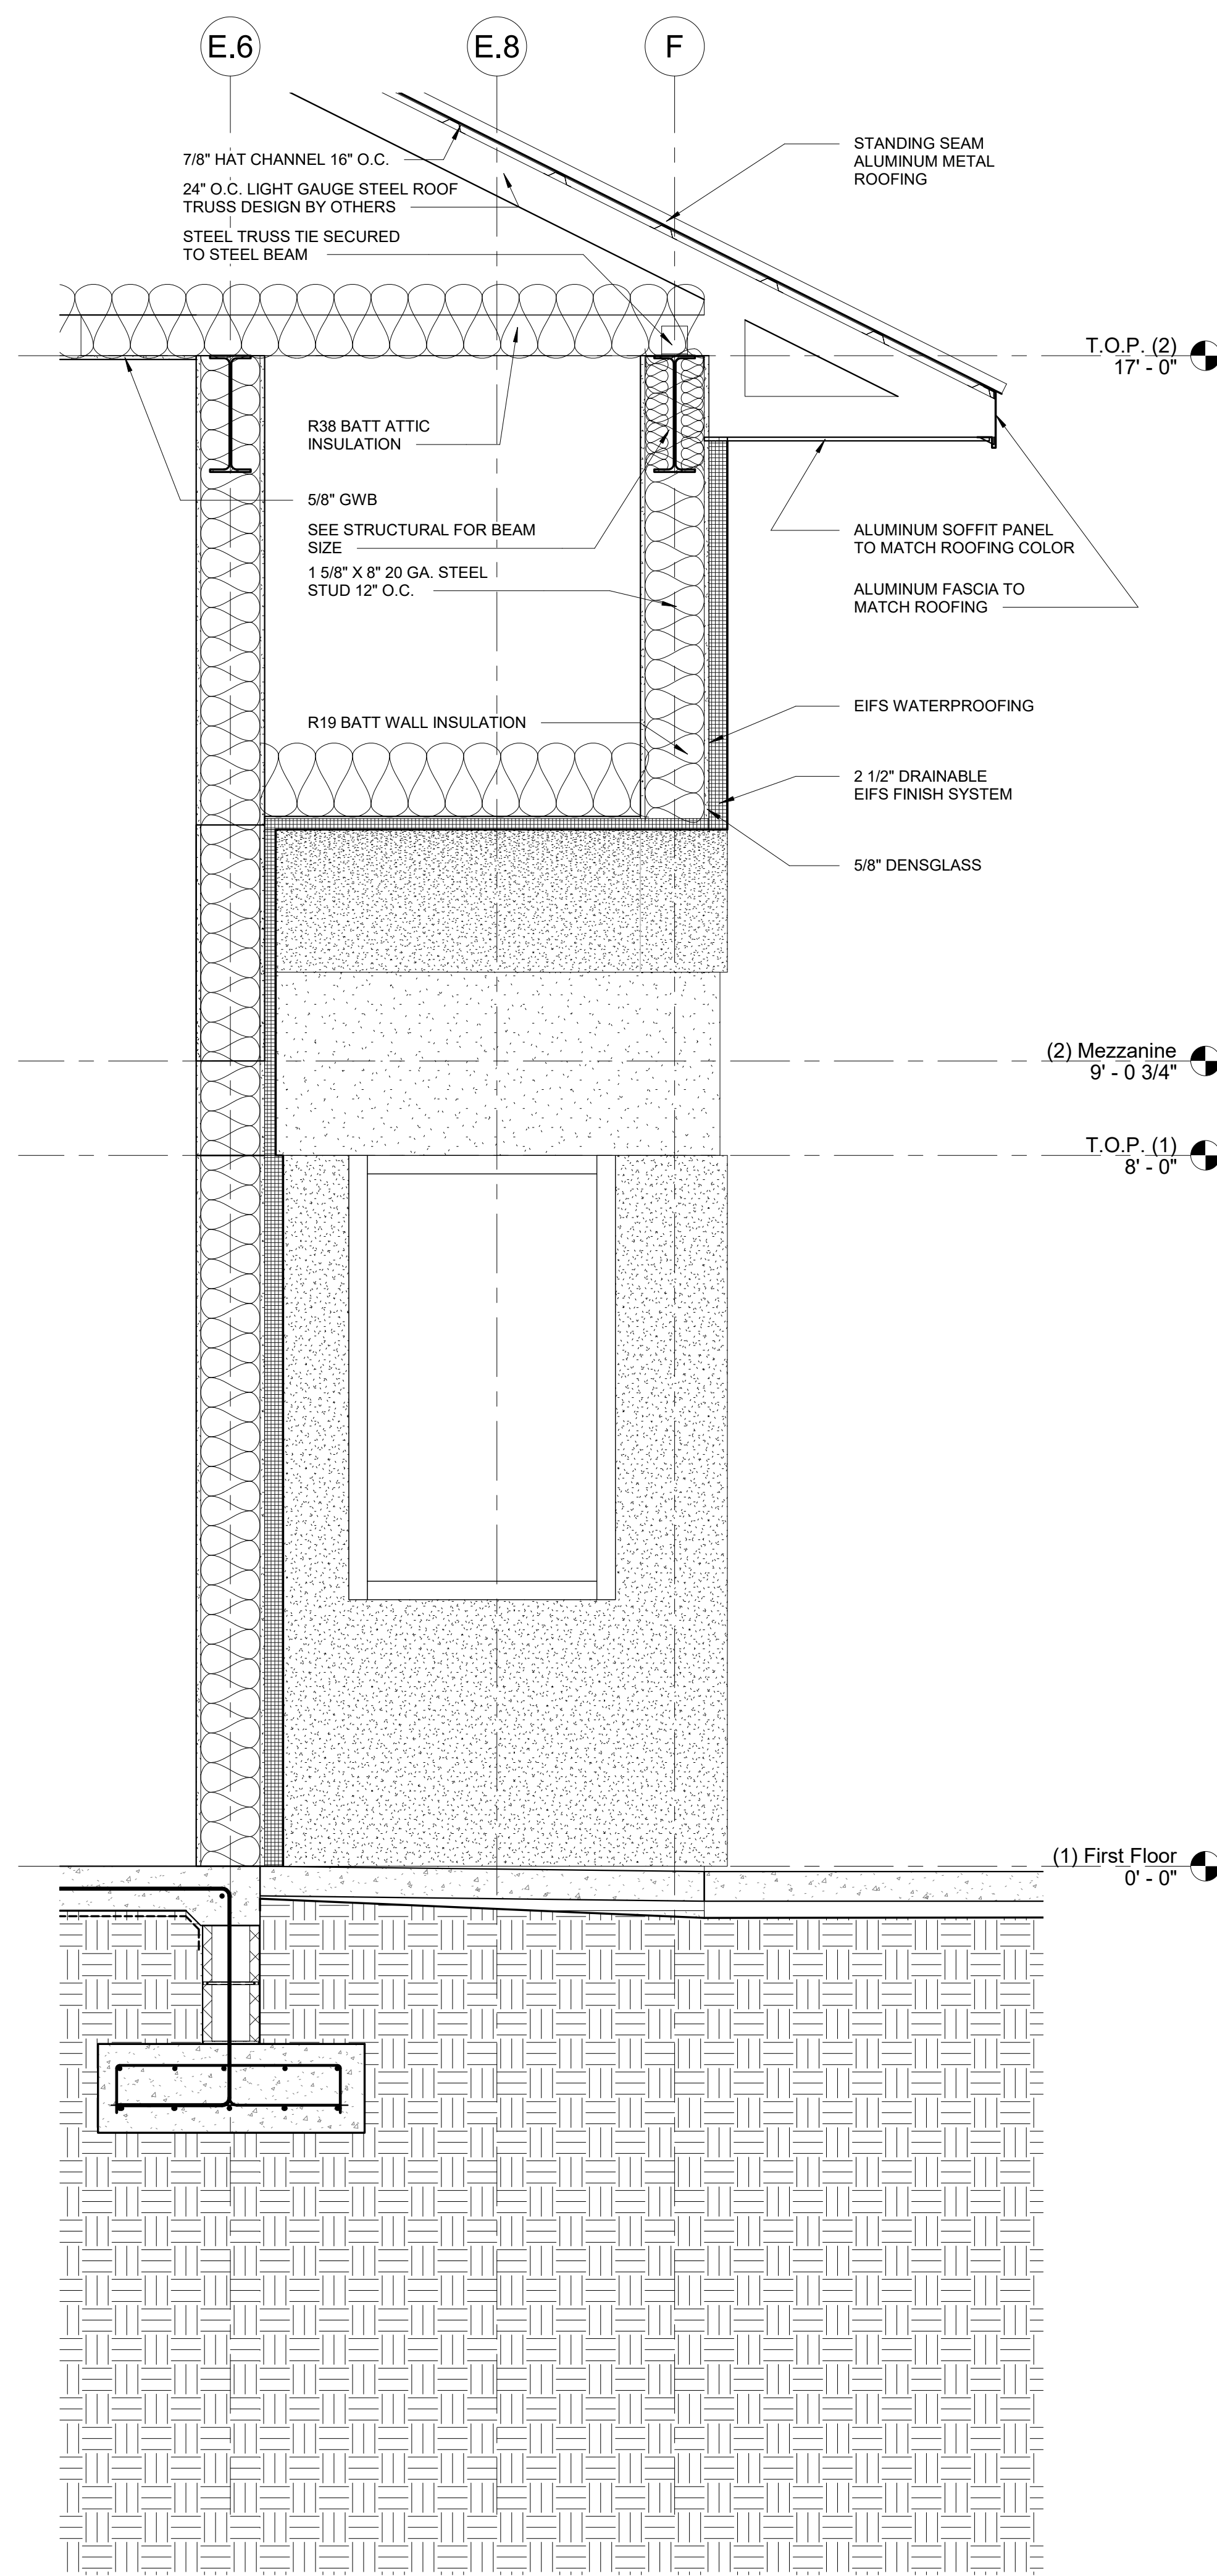 E.6
E.8
F
7/8" HAT CHANNEL 16" O.C.
24" O.C. LIGHT GAUGE STEEL ROOF
TRUSS DESIGN BY OTHERS
STEEL TRUSS TIE SECURED
TO STEEL BEAM
STANDING SEAM
ALUMINUM METAL
ROOFING
T.O.P. (2)
17' - 0"
R38 BATT ATTIC
INSULATION
5/8" GWB
SEE STRUCTURAL FOR BEAM
SIZE
1 5/8" X 8" 20 GA. STEEL
STUD 12" O.C.
ALUMINUM SOFFIT PANEL
TO MATCH ROOFING COLOR
ALUMINUM FASCIA TO
MATCH ROOFING
R19 BATT WALL INSULATION
EIFS WATERPROOFING
2 1/2" DRAINABLE
EIFS FINISH SYSTEM
5/8" DENSGLASS
(2) Mezzanine
9' - 0 3/4"
T.O.P. (1)
8' - 0"
(1) First Floor
0' - 0"